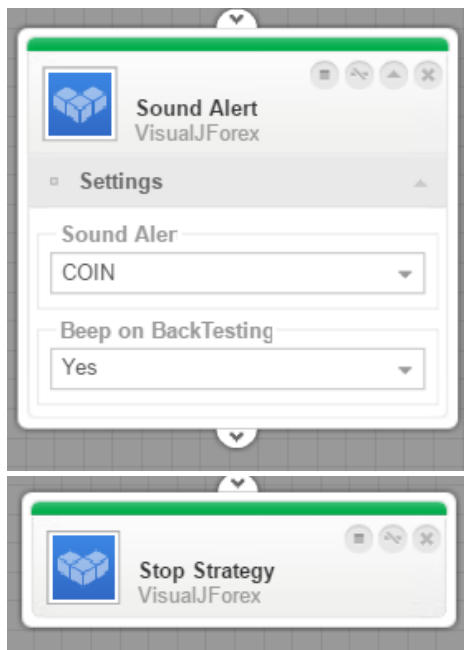 Sound Alert
VisualJForex
Settings
Sound Aler
COIN
Beep on BackTesting
Yes
Stop Strategy
VisualJForex